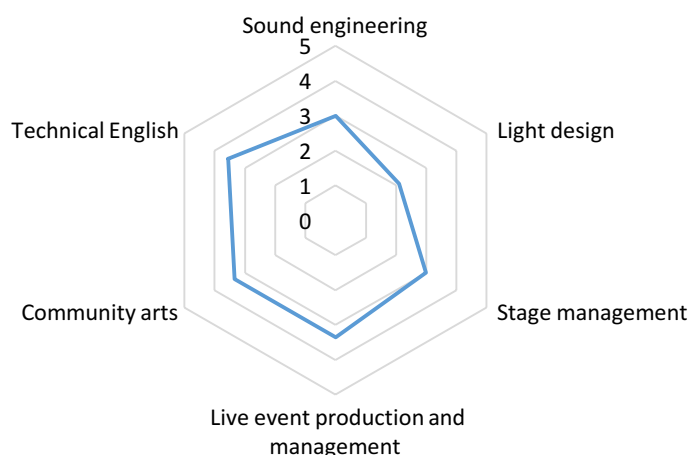 Sound engineering
5
4
3
2
1
0
Light design
Stage management
Live event production and
management
Community arts
Technical English